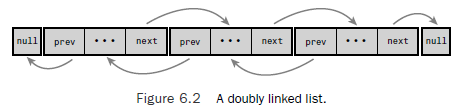 null prev ••• next prev ••• next prev ••• next null
Figure 6.2 A doubly linked list.